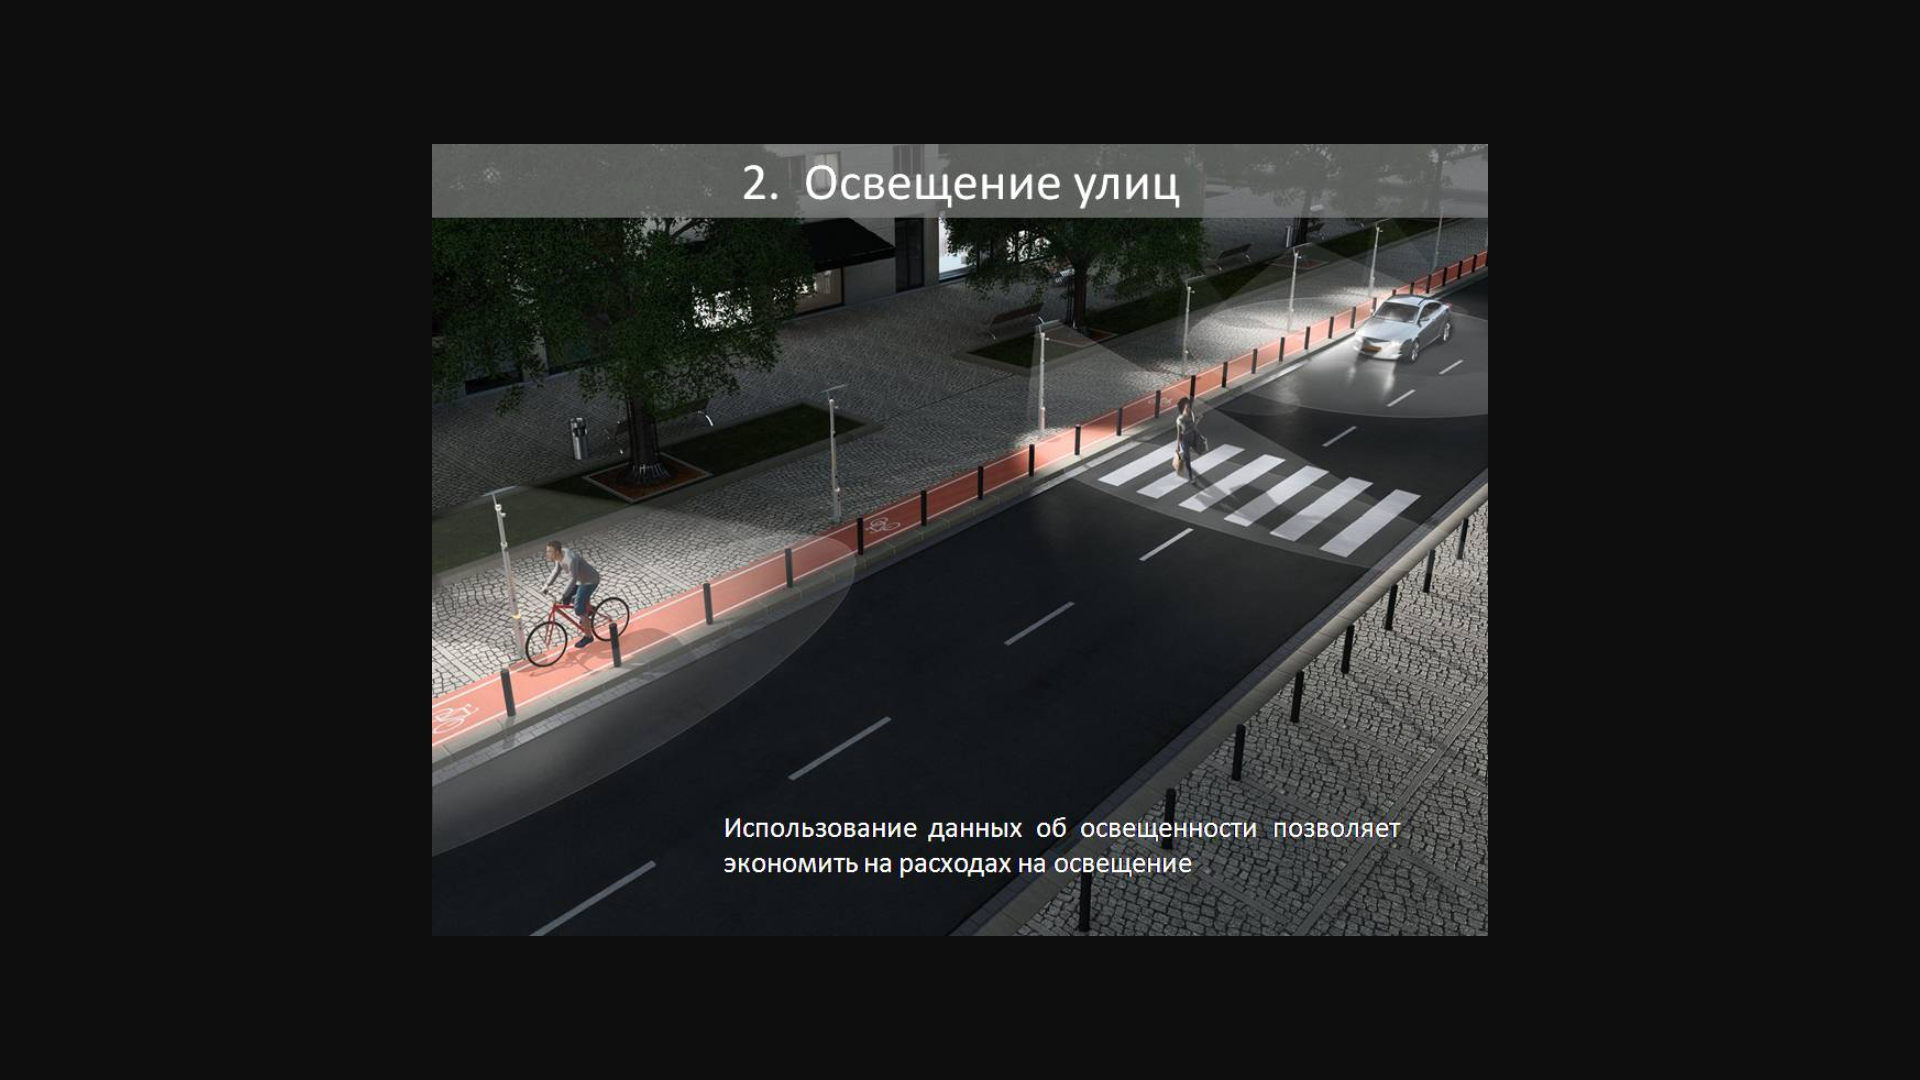 2. Освещение улиц
Использование данных об освещенности позволяет
экономить на расходах на освещение